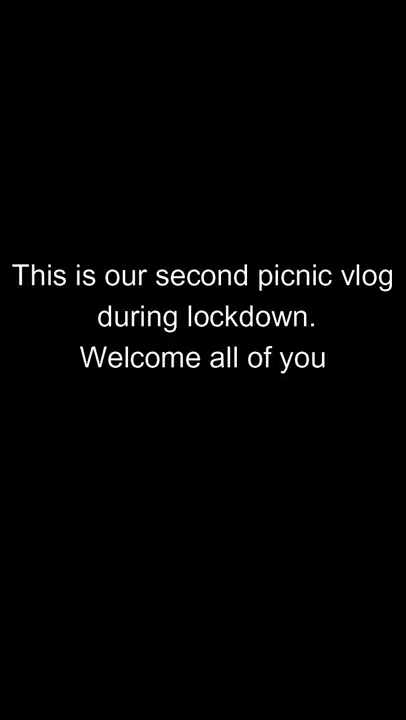 This is our second picnic vlog
during lockdown.
Welcome all of you